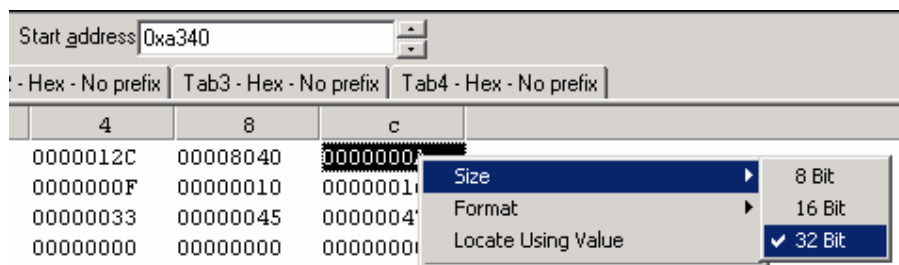 Start address 0xa340
- Hex - No prefix Tab3 - Hex - No prefix Tab4 - Hex - No prefix
4 8 c
0000012C 00008040
0000000F 00000010
00000033 00000045
00000000 00000000
Size
Format
Locate Using Value
8 Bit
16 Bit
32 Bit